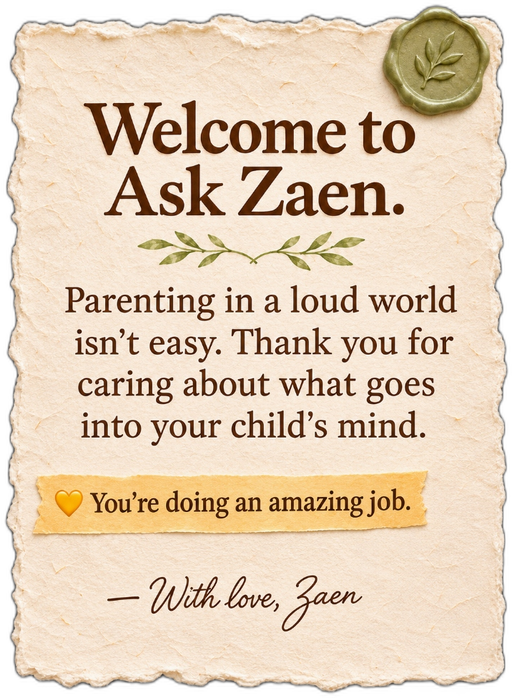 Welcome to
Ask Zaen.
Parenting in a loud world
isn’t easy. Thank you for
caring about what goes
into your child’s mind.
💛 You’re doing an amazing job.
— With love, Zaen